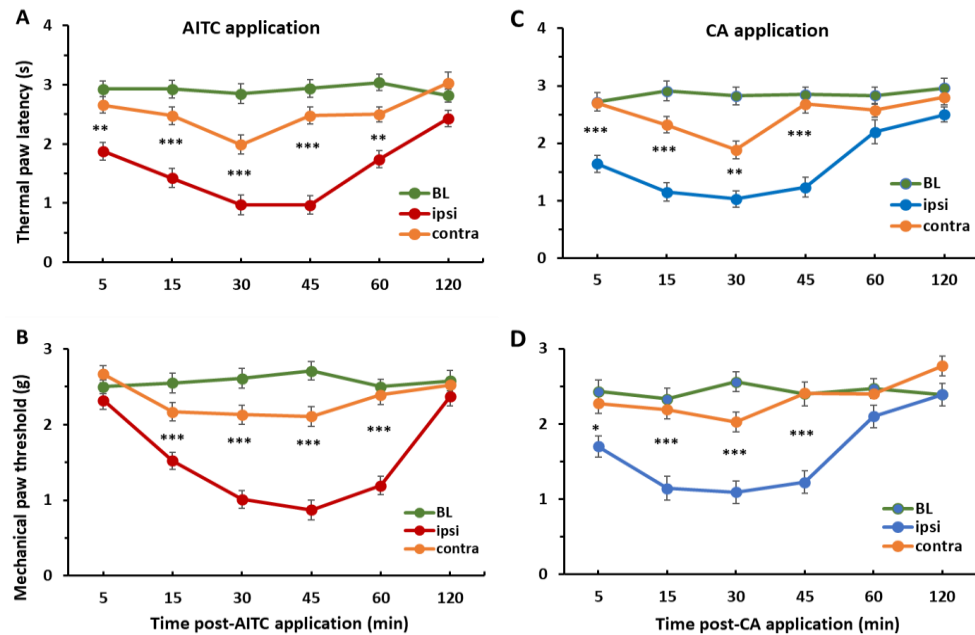 A
AITC application
Thermal paw latency (s)
4
3
2
1
0
**
***
***
***
**
BL
ipsi
contra
5 15 30 45 60 120
C
CA application
4
3
2
1
0
***
***
**
***
BL
ipsi
contra
5 15 30 45 60 120
B
Mechanical paw threshold (g)
3
2
1
0
***
***
***
***
BL
ipsi
contra
5 15 30 45 60 120
Time post-AITC application (min)
D
3
2
1
0
*
***
***
***
BL
ipsi
contra
5 15 30 45 60 120
Time post-CA application (min)